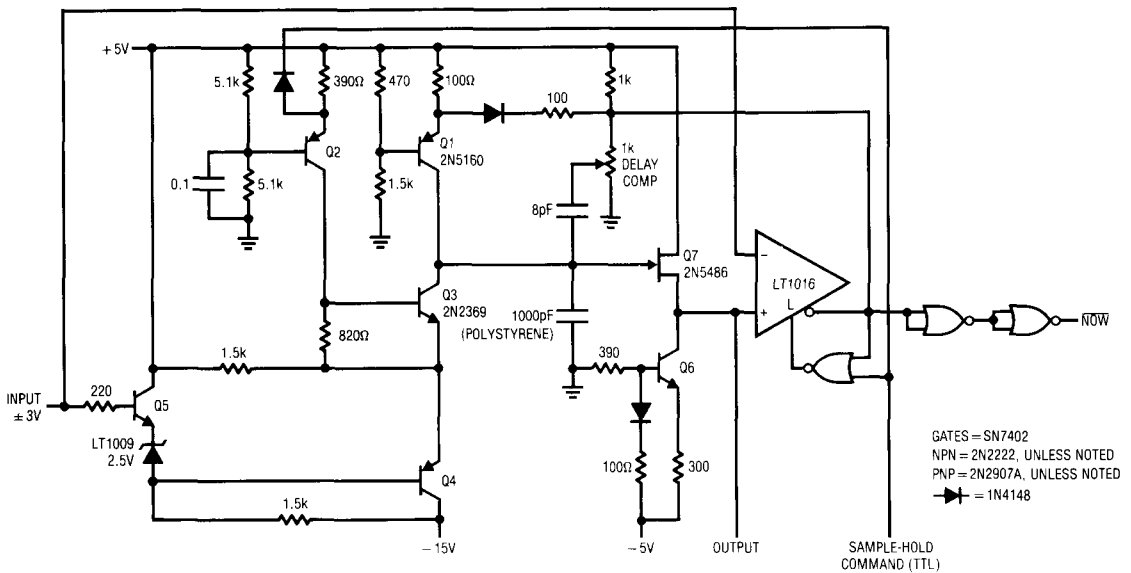 +5V
5.1k
390Ω
470
100Ω
1k
100
Q2
Q1
2N5160
1k
DELAY
COMP
0.1
5.1k
1.5k
8pF
Q7
2N5486
−
LT1016
L
+
Q3
2N2369
1000pF
(POLYSTYRENE)
820Ω
NOW
1.5k
390
Q6
INPUT
±3V
220
Q5
LT1009
2.5V
100Ω
300
Q4
1.5k
GATES = SN7402
NPN = 2N2222, UNLESS NOTED
PNP = 2N2907A, UNLESS NOTED
= 1N4148
−15V
−5V
OUTPUT
SAMPLE-HOLD
COMMAND (TTL)